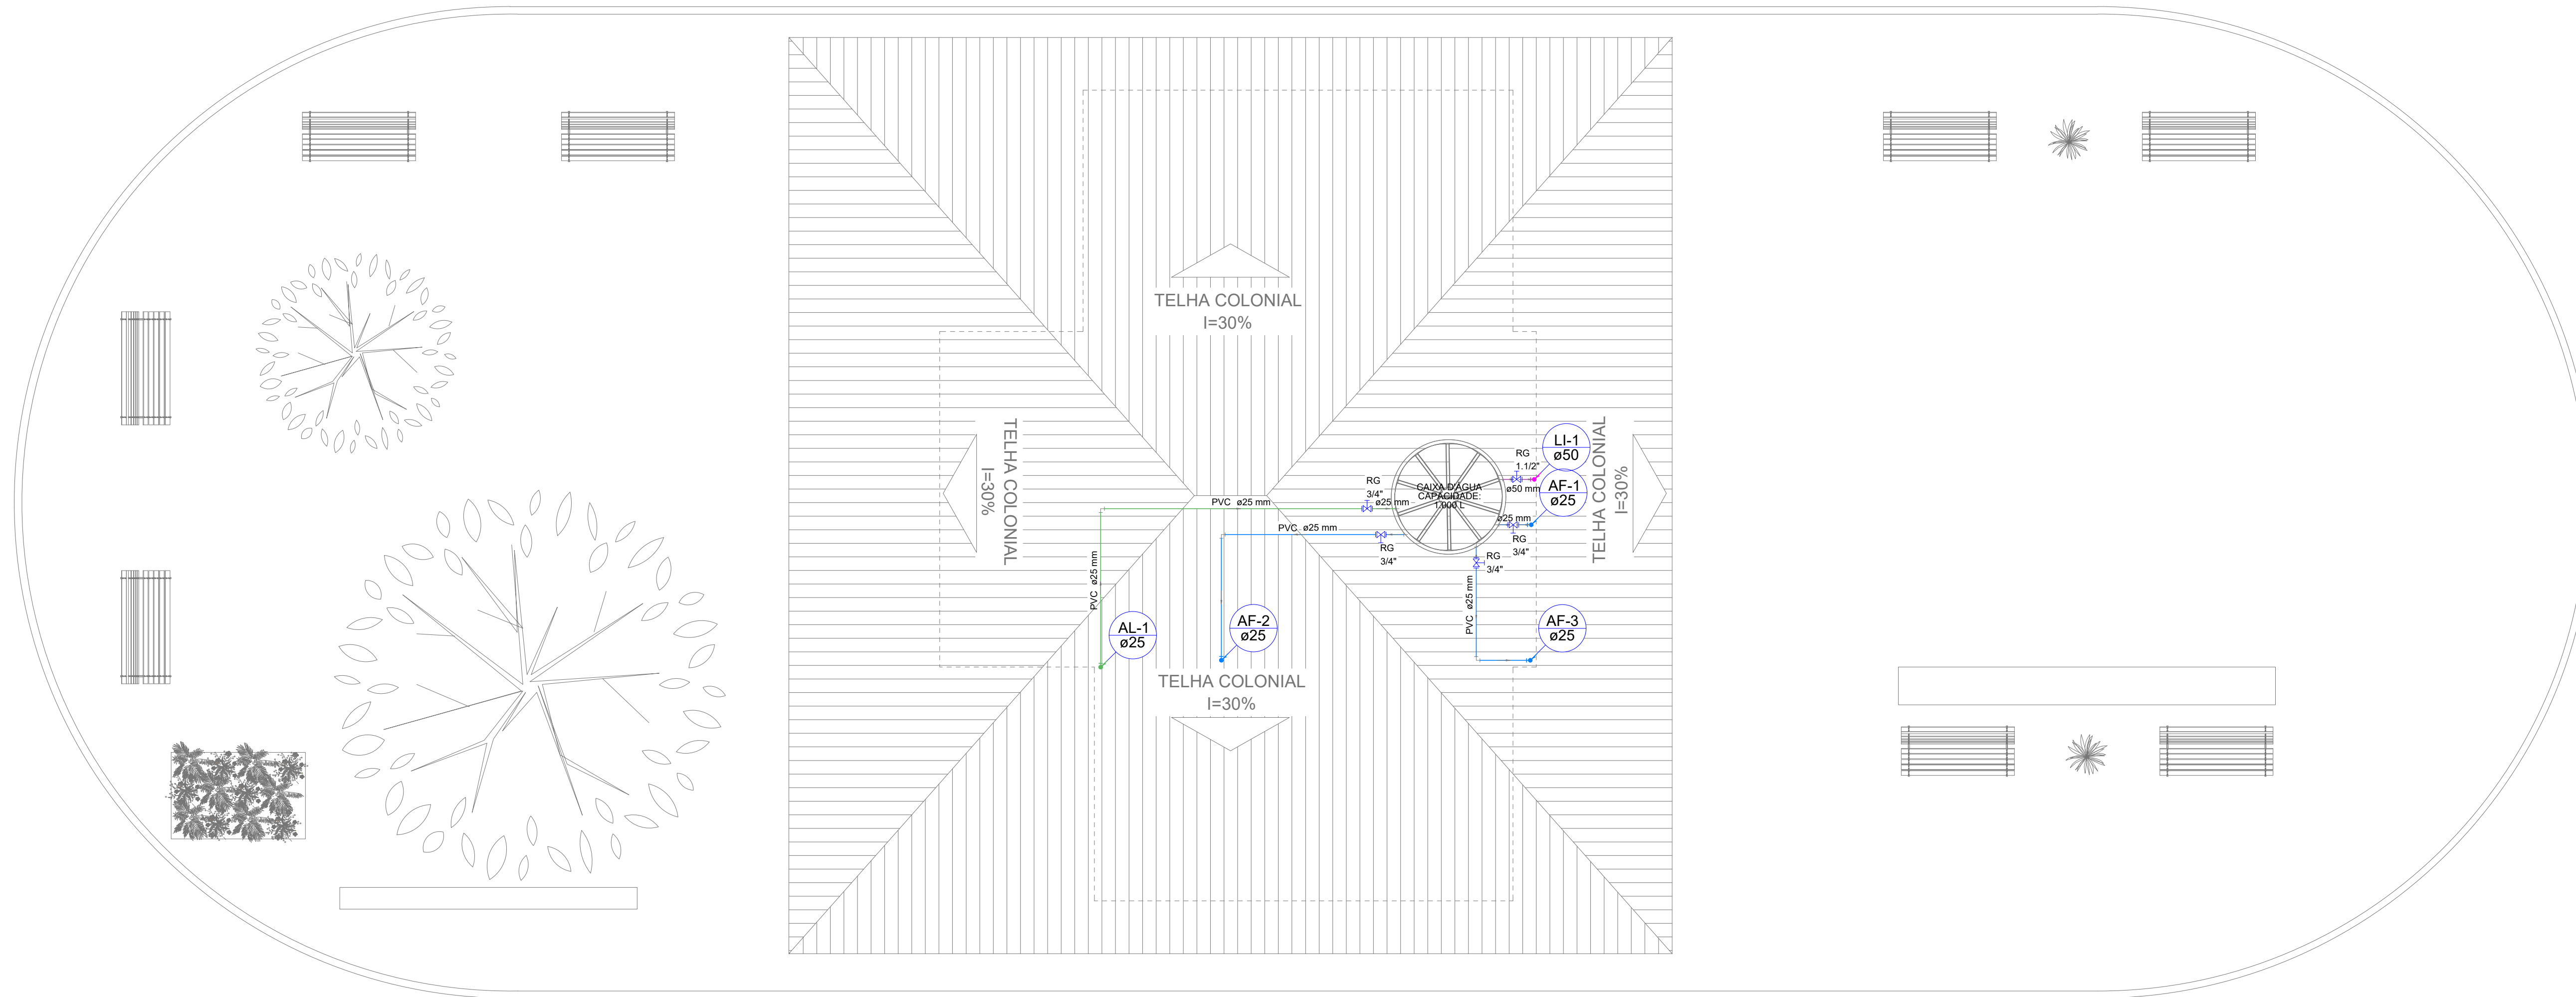 TELHA COLONIAL
I=30%
TELHA COLONIAL
I=30%
TELHA COLONIAL
I=30%
TELHA COLONIAL
I=30%
CAIXA D'ÁGUA
CAPACIDADE:
1.000 L
RG
1.1/2"
ø50 mm
LI-1
ø50
AF-1
ø25
ø25 mm
RG
3/4"
RG
3/4"
ø25 mm
PVC ø25 mm
PVC ø25 mm
RG
3/4"
RG
3/4"
PVC ø25 mm
PVC ø25 mm
AL-1
ø25
AF-2
ø25
AF-3
ø25